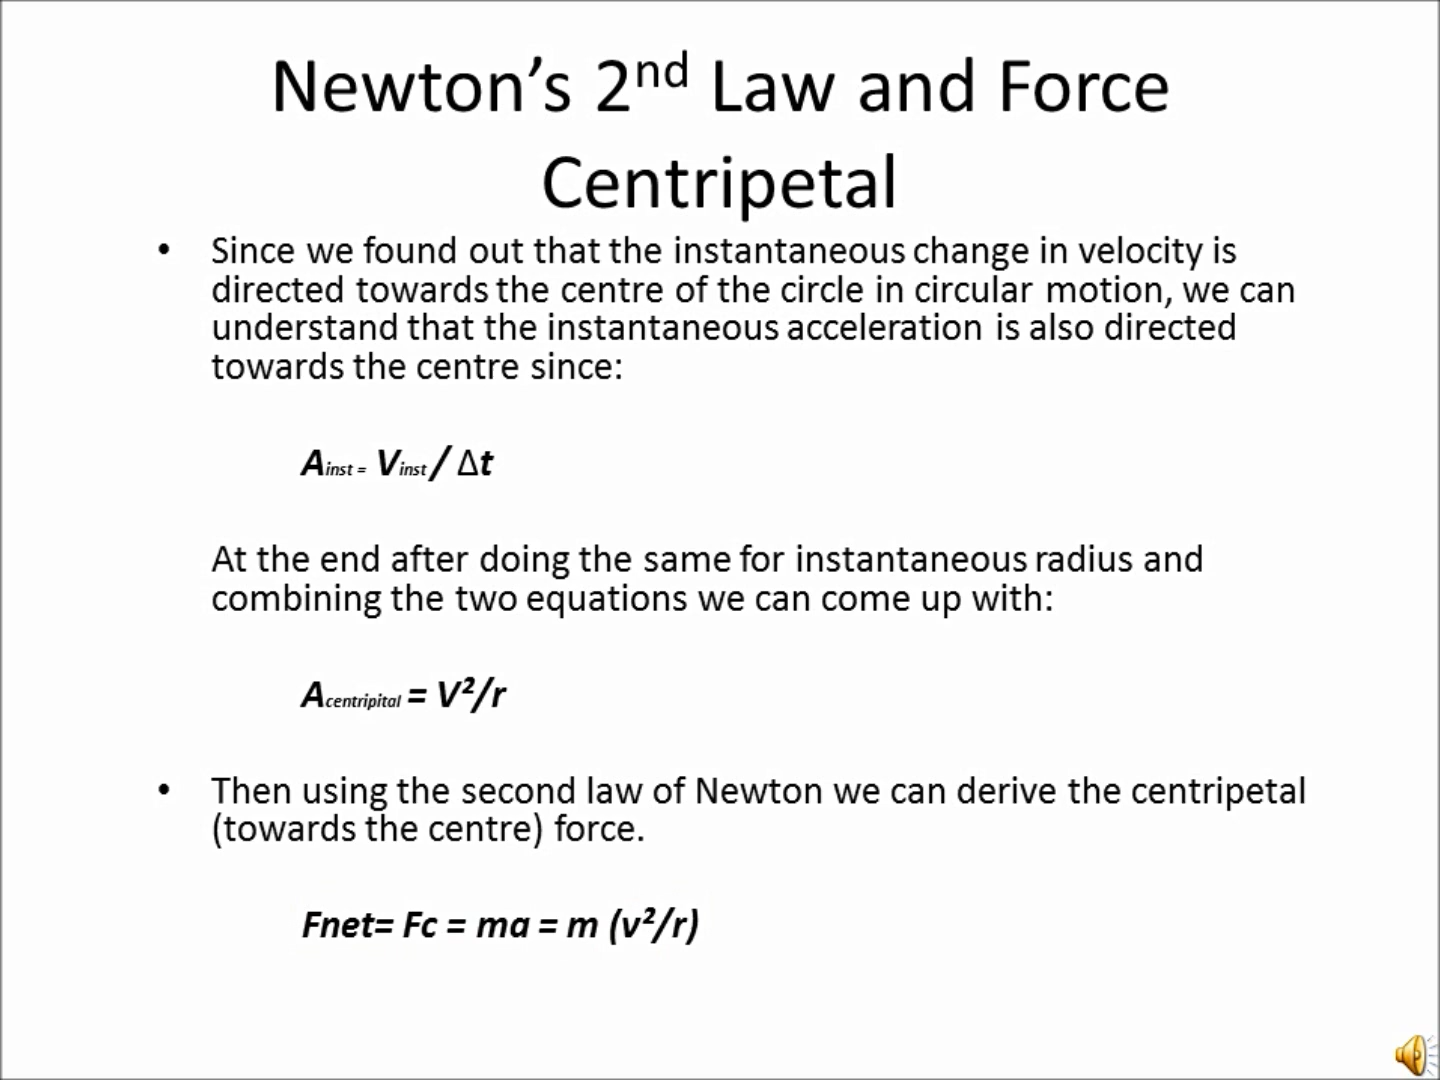 Newton’s 2nd Law and Force
Centripetal
• Since we found out that the instantaneous change in velocity is
directed towards the centre of the circle in circular motion, we can
understand that the instantaneous acceleration is also directed
towards the centre since:
Ainst = Vinst / Δt
At the end after doing the same for instantaneous radius and
combining the two equations we can come up with:
Acentripital = V²/r
• Then using the second law of Newton we can derive the centripetal
(towards the centre) force.
Fnet= Fc = ma = m (v²/r)